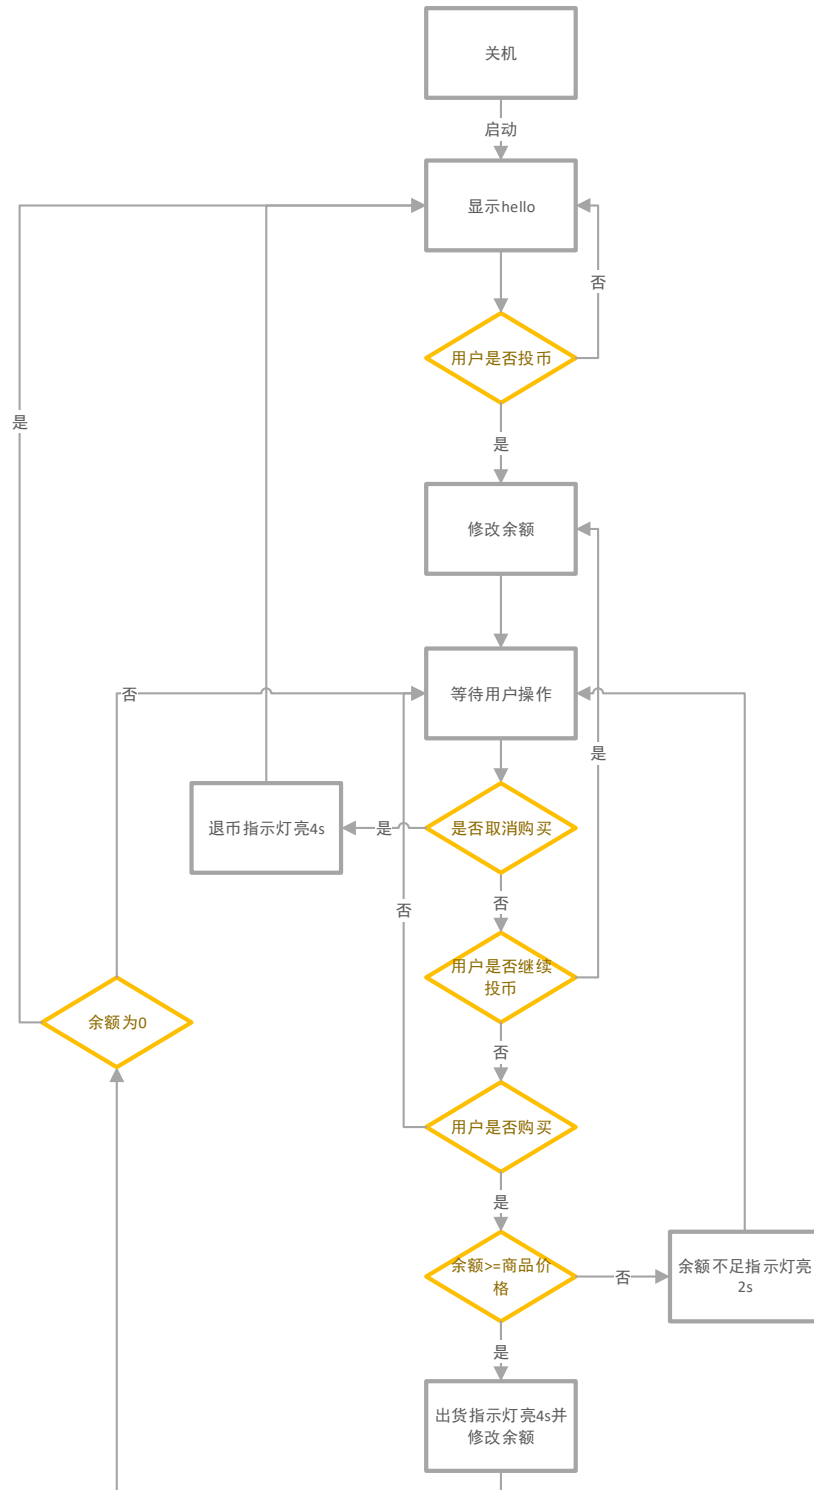 关机
启动
显示hello
否
用户是否投币
是
是
修改余额
等待用户操作
否
是
退币指示灯亮4s
是
是否取消购买
否
否
用户是否继续
投币
余额为0
否
用户是否购买
是
余额>=商品价
格
否
余额不足指示灯亮
2s
是
出货指示灯亮4s并
修改余额